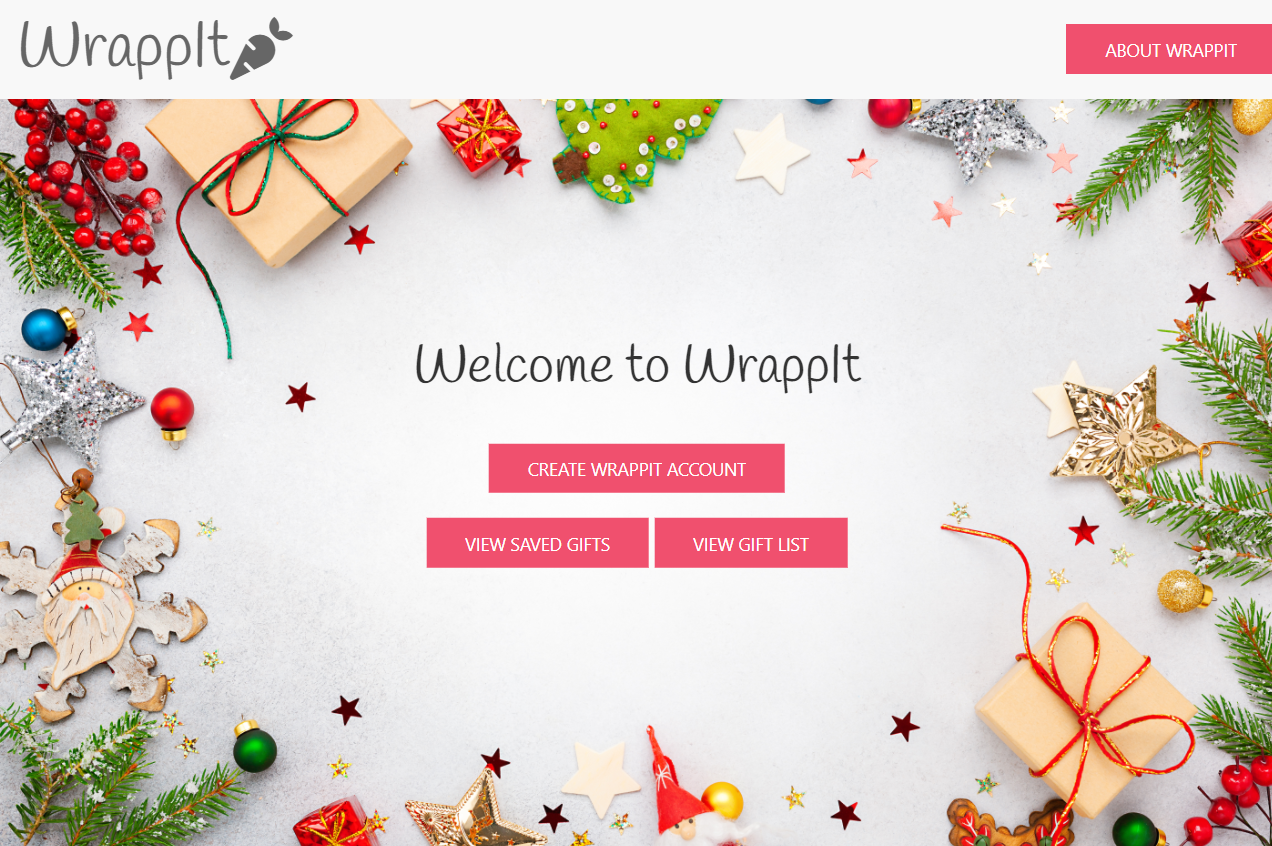 WrappIt
ABOUT WRAPPIT
Welcome to WrappIt
CREATE WRAPPIT ACCOUNT
VIEW SAVED GIFTS
VIEW GIFT LIST